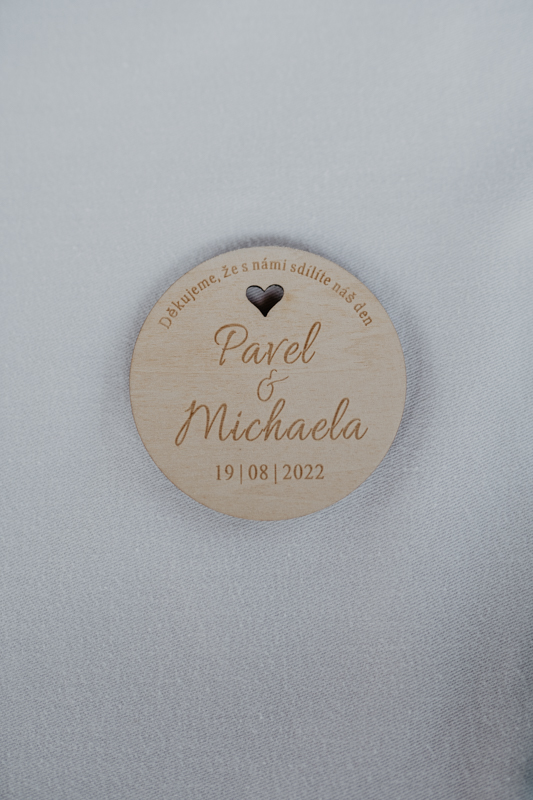 Děkujeme, že s námi sdílíte náš den
Pavel
&
Michaela
19|08|2022